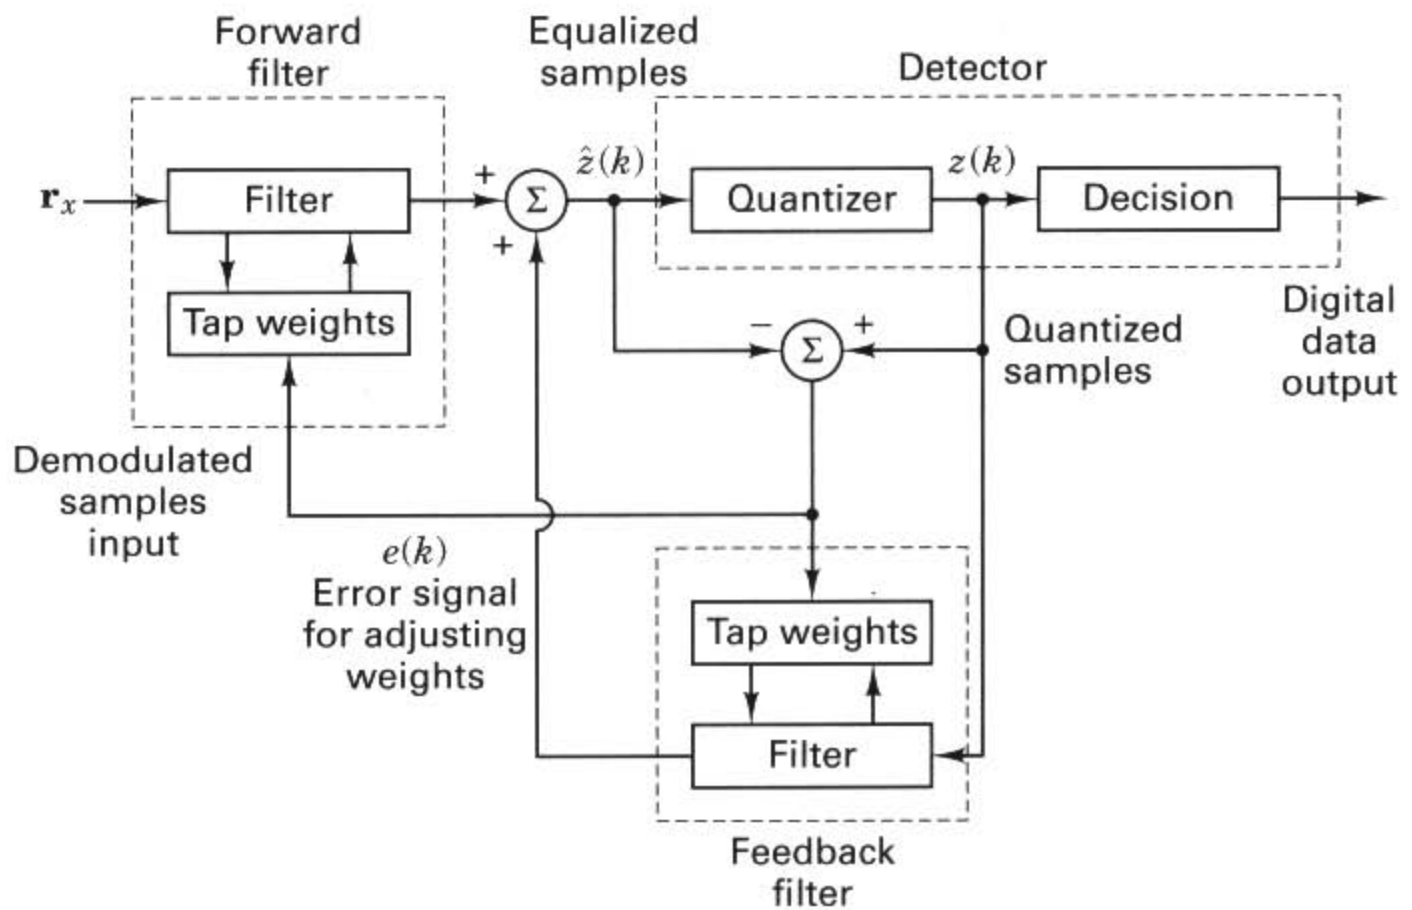 Forward
filter
Equalized
samples
Detector
r_x
Filter
+
Σ
+
ẑ(k)
Quantizer
z(k)
Decision
Tap weights
−
Σ
+
Quantized
samples
Digital
data
output
Demodulated
samples
input
e(k)
Error signal
for adjusting
weights
Tap weights
Filter
Feedback
filter